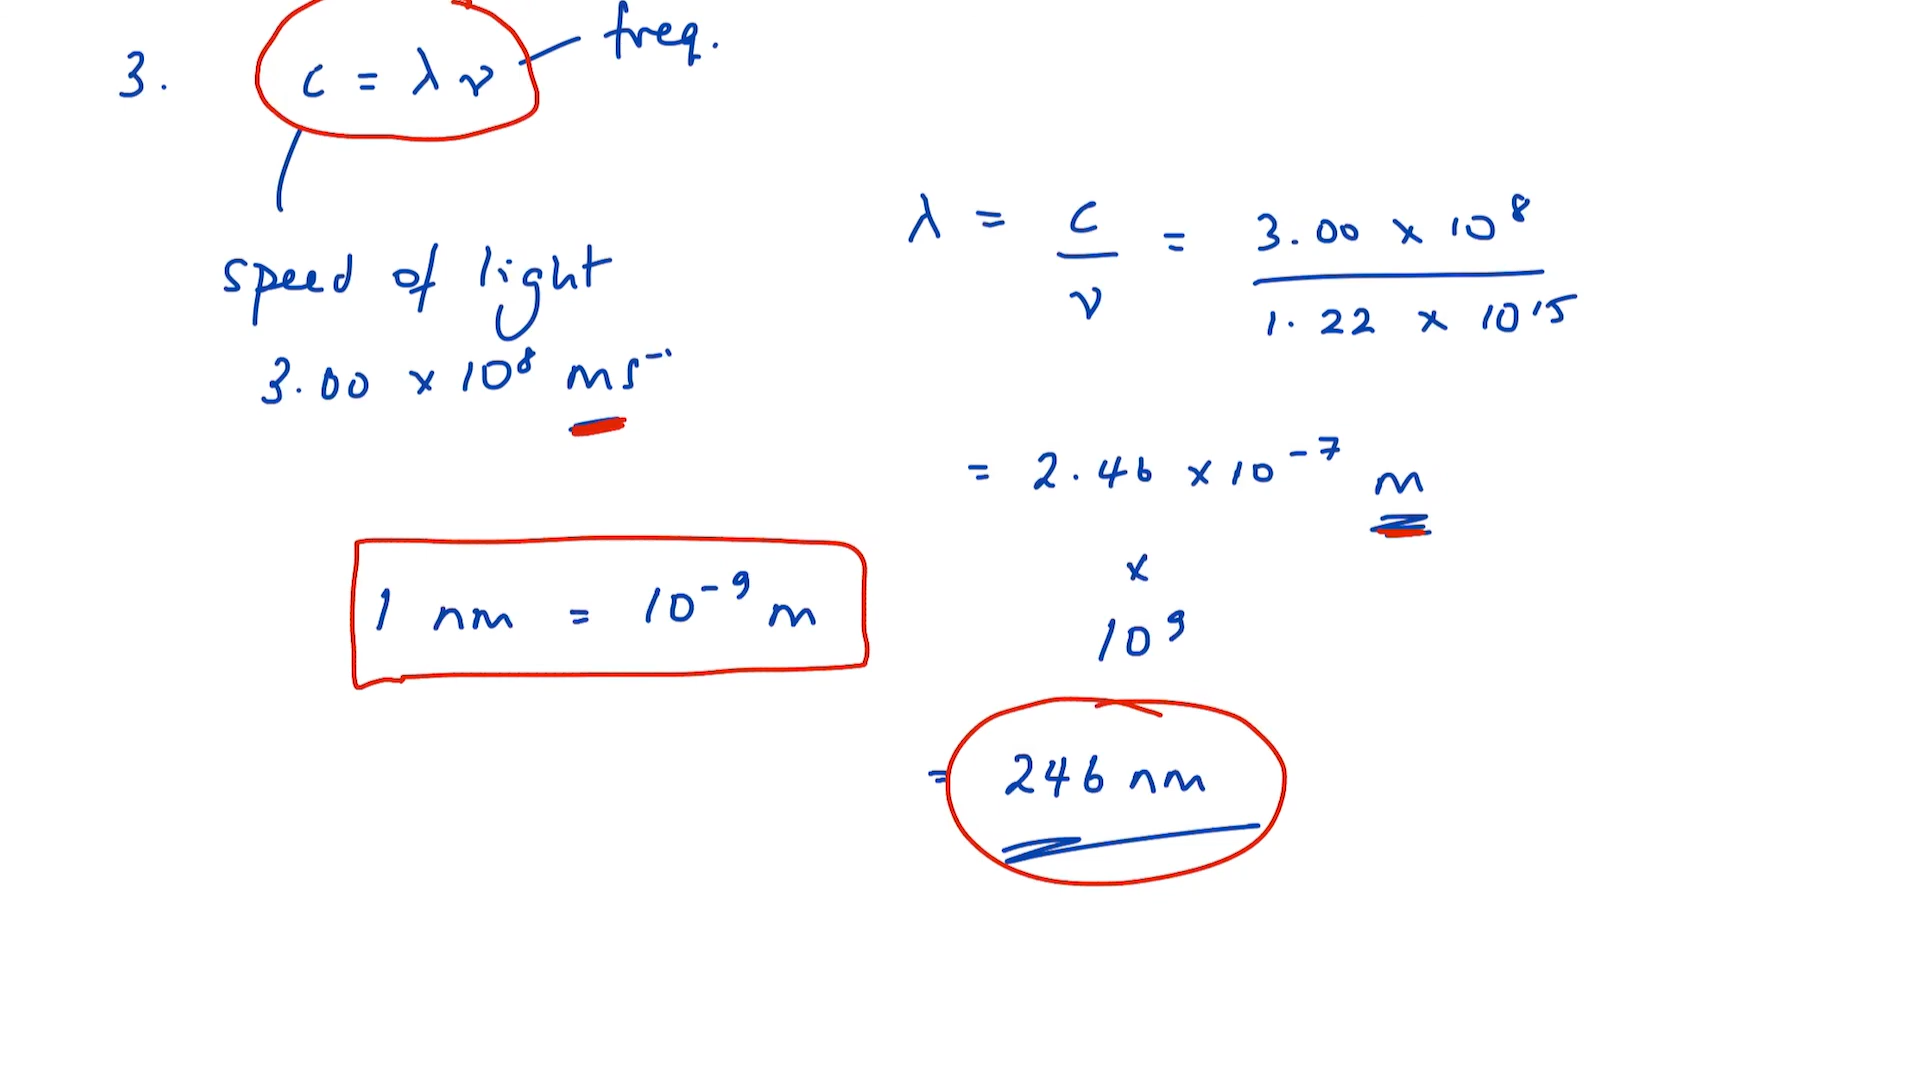 3. c = λν freq.
speed of light
3.00 × 10⁸ ms⁻¹
1 nm = 10⁻⁹ m
λ = c/ν = 3.00 × 10⁸ / 1.22 × 10¹⁵
= 2.46 × 10⁻⁷ m
×
10⁹
= 246 nm